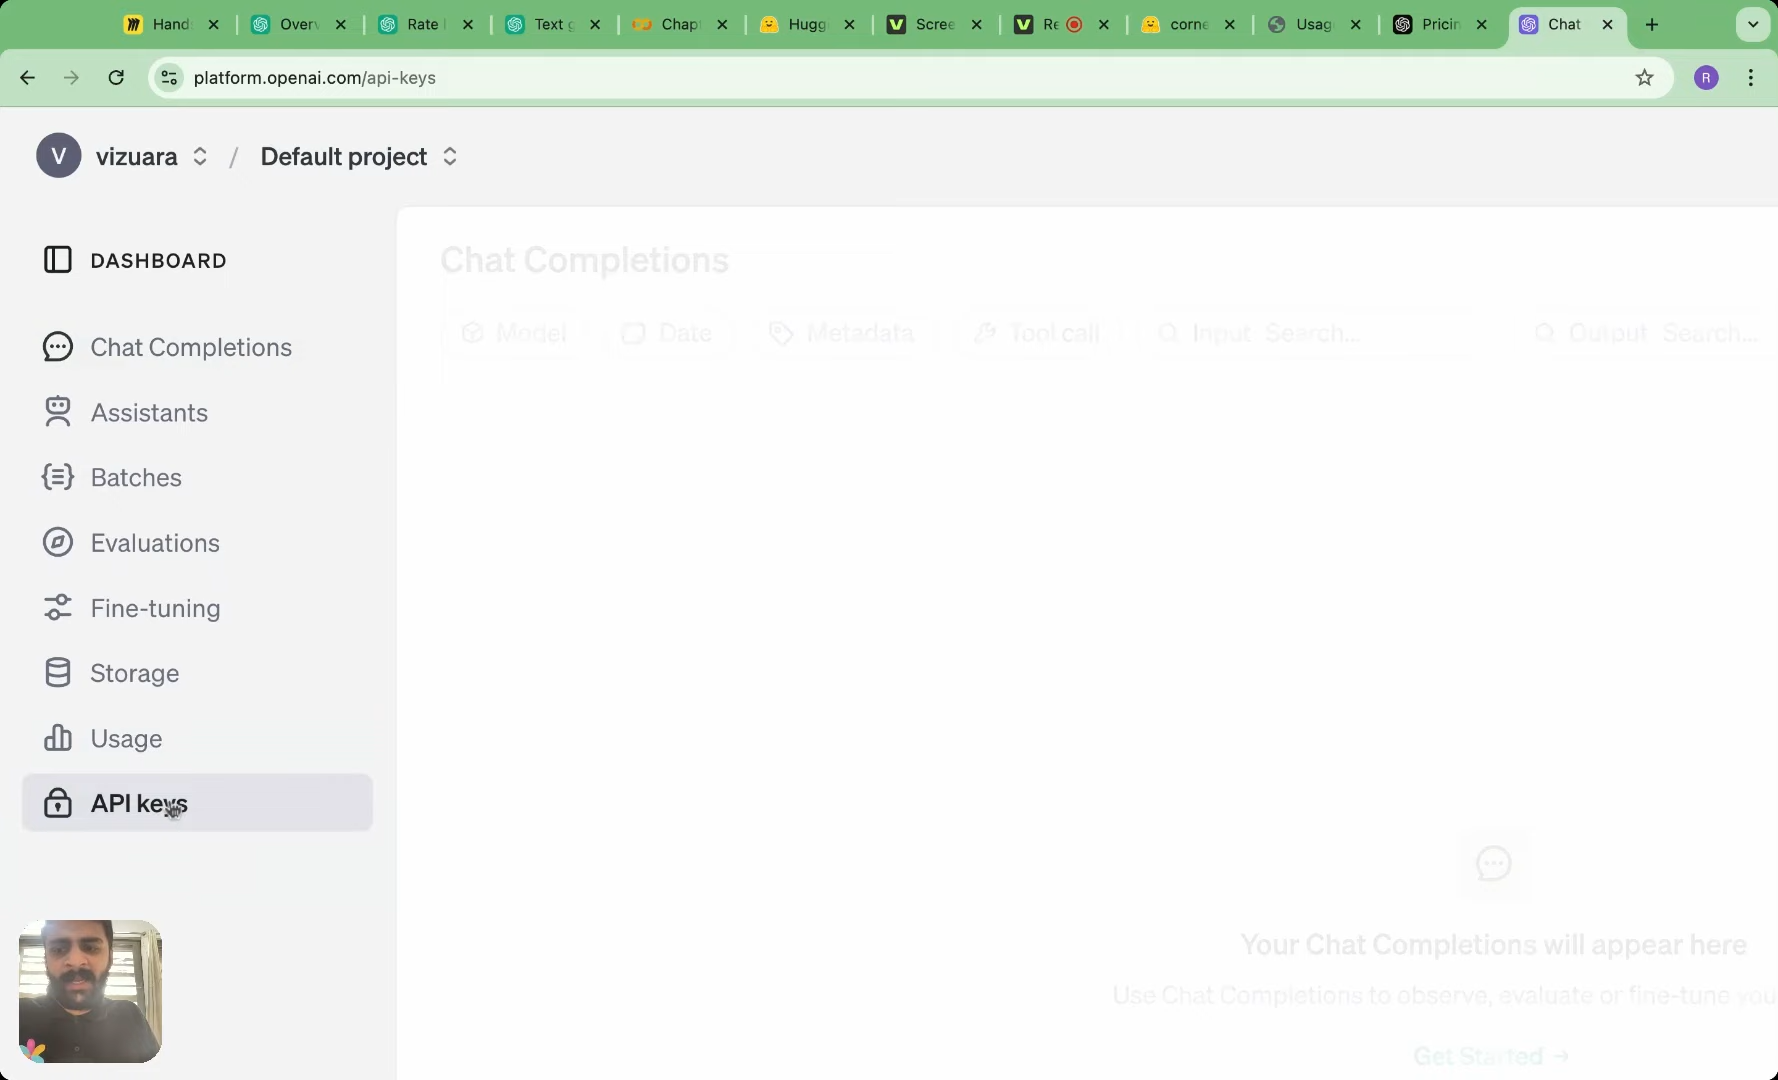 Hand
Over
Rate
Text g
Chap
Hugg
Scree
Re
corne
Usag
Pricin
Chat
platform.openai.com/api-keys
R
V
vizuara / Default project
DASHBOARD
Chat Completions
Assistants
Batches
Evaluations
Fine-tuning
Storage
Usage
API keys
Chat Completions
Model
Date
Metadata
Tool call
Input Search...
Output Search...
Your Chat Completions will appear here
Use Chat Completions to observe, evaluate or fine-tune you
Get Started →